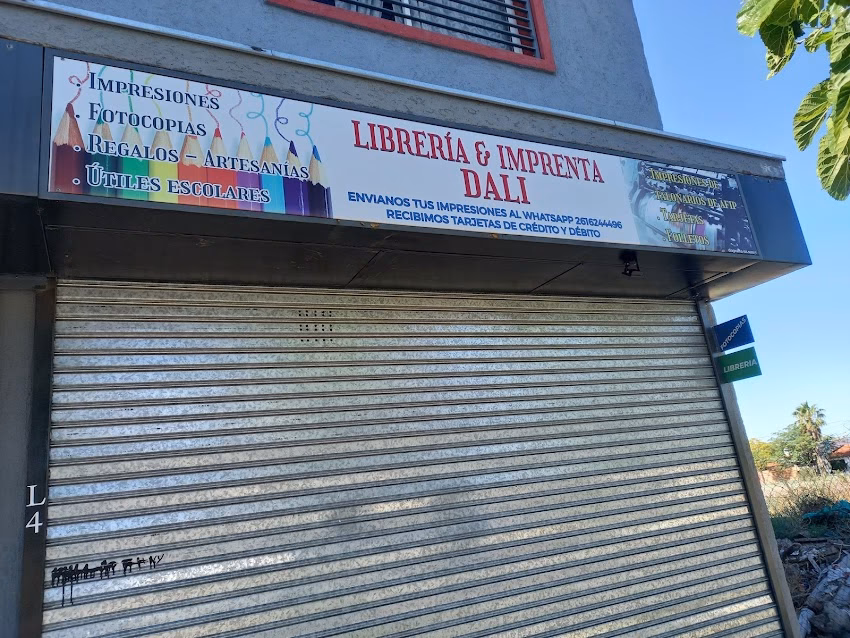 · Impresiones
· Fotocopias
· Regalos – Artesanías
· Útiles escolares
LIBRERÍA & IMPRENTA
DALI
ENVIANOS TUS IMPRESIONES AL WHATSAPP 2616244496
RECIBIMOS TARJETAS DE CRÉDITO Y DÉBITO
Impresiones de
talonarios de AFIP
· Tarjetas
· Folletos
FOTOCOPIAS
LIBRERIA
L
4